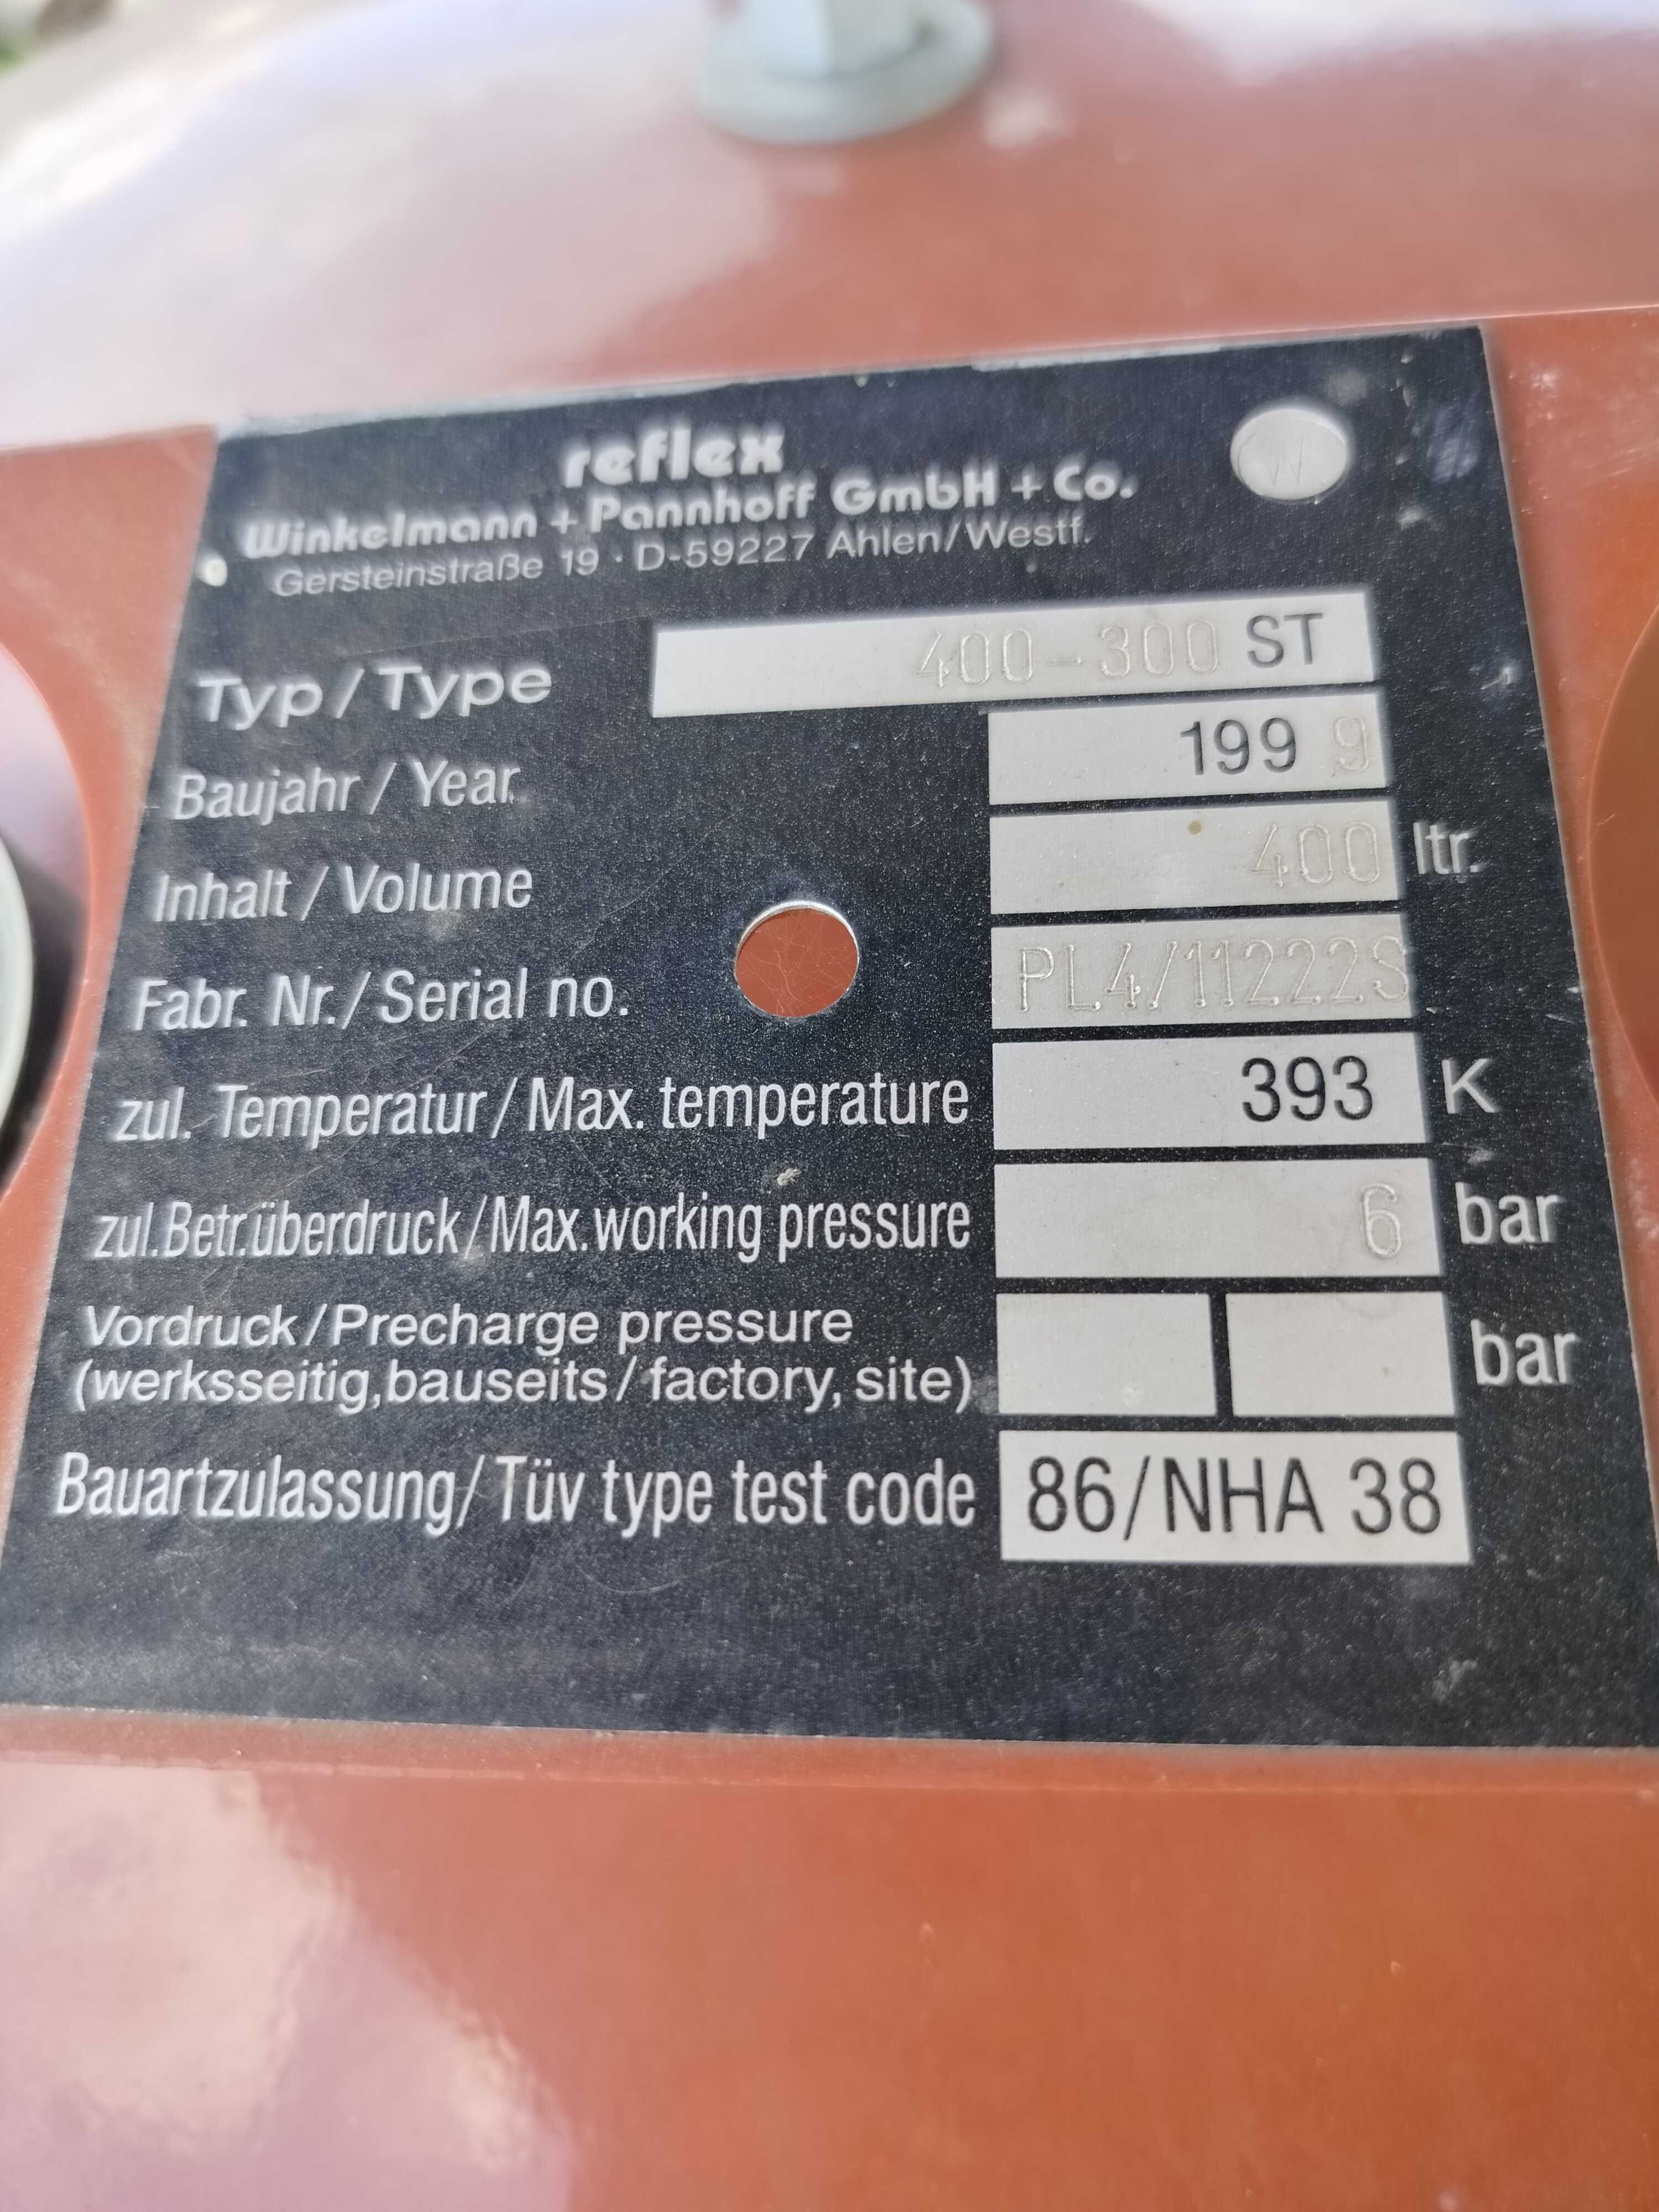 reflex
Winkelmann + Pannhoff GmbH + Co.
Gersteinstraße 19 · D-59227 Ahlen/Westf.
W
Typ / Type 400-300 ST
Baujahr / Year 199 9
Inhalt / Volume 400 ltr.
Fabr. Nr. / Serial no. PL4/11222S
zul. Temperatur / Max. temperature 393 K
zul.Betr.überdruck/Max.working pressure 6 bar
Vordruck / Precharge pressure
(werksseitig,bauseits / factory, site) bar
Bauartzulassung/ Tüv type test code 86/NHA 38